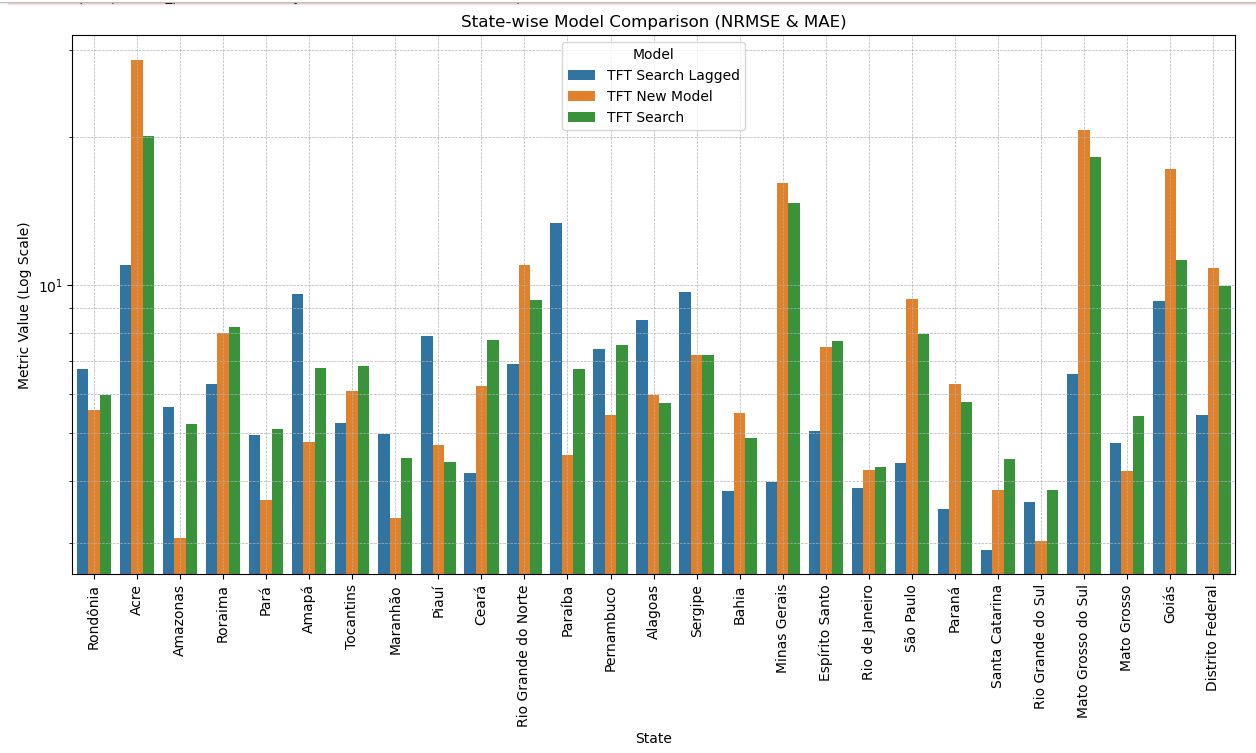 State-wise Model Comparison (NRMSE & MAE)
Model
TFT Search Lagged
TFT New Model
TFT Search
Metric Value (Log Scale)
10¹
Rondônia
Acre
Amazonas
Roraima
Pará
Amapá
Tocantins
Maranhão
Piauí
Ceará
Rio Grande do Norte
Paraíba
Pernambuco
Alagoas
Sergipe
Bahia
Minas Gerais
Espírito Santo
Rio de Janeiro
São Paulo
Paraná
Santa Catarina
Rio Grande do Sul
Mato Grosso do Sul
Mato Grosso
Goiás
Distrito Federal
State